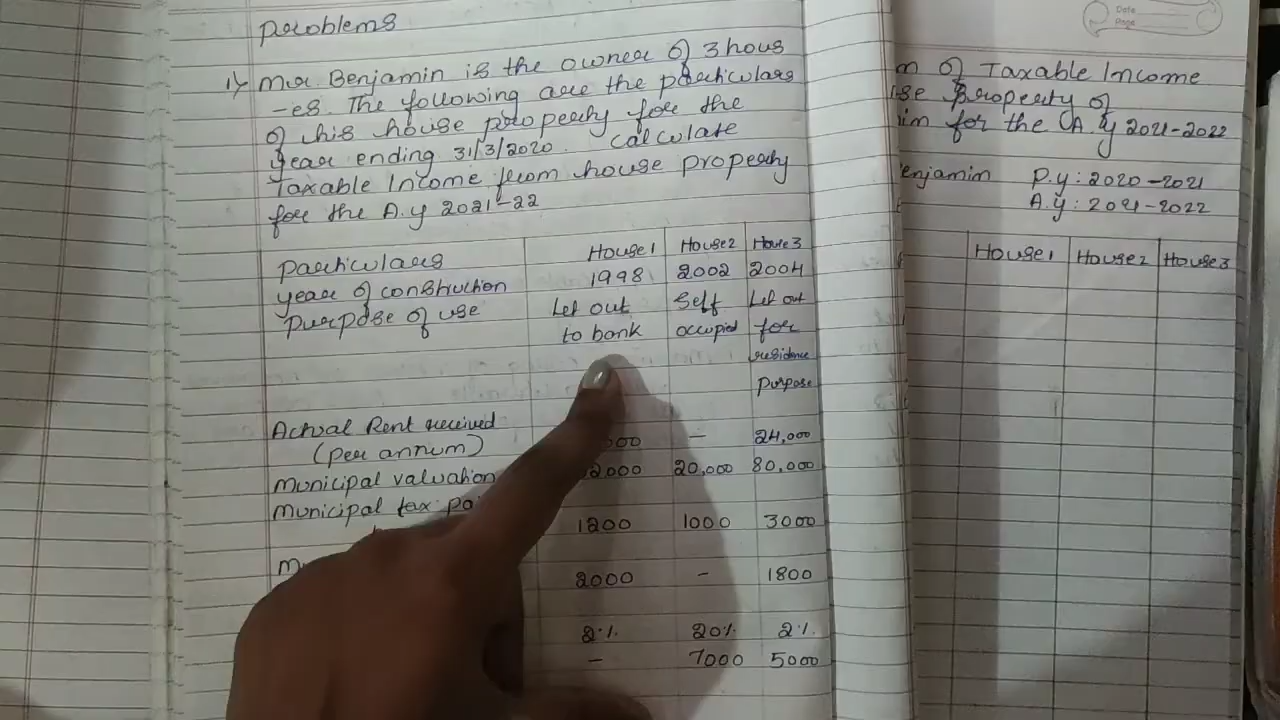 Problems
1) Mr. Benjamin is the owner of 3 hous
-es. The following are the particulars
of his house property for the
year ending 31/3/2020. Calculate
Taxable Income from house property
for the A.y 2021-22
Particulars House1 House2 House3
year of construction 1998 2002 2004
purpose of use Let out Self Let out
to bank occupied for
residence
purpose
Actual Rent received
(per annum) 000 - 24,000
municipal valuation 2000 20,000 80,000
municipal tax
1200 1000 3000
2000 - 1800
2% 20% 2%
- 7000 5000
Date
Page
of Taxable Income
Property of
for the A.y 2021-2022
enjamin P.y : 2020-2021
A.y : 2021-2022
House1 House2 House3